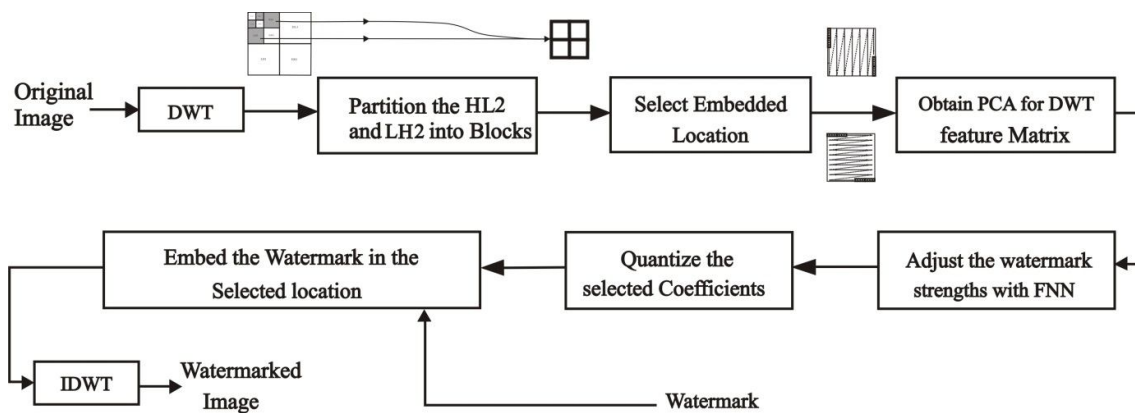 Original
Image
DWT
Partition the HL2
and LH2 into Blocks
Select Embedded
Location
Obtain PCA for DWT
feature Matrix
Embed the Watermark in the
Selected location
Quantize the
selected Coefficients
Adjust the watermark
strengths with FNN
IDWT
Watermarked
Image
Watermark